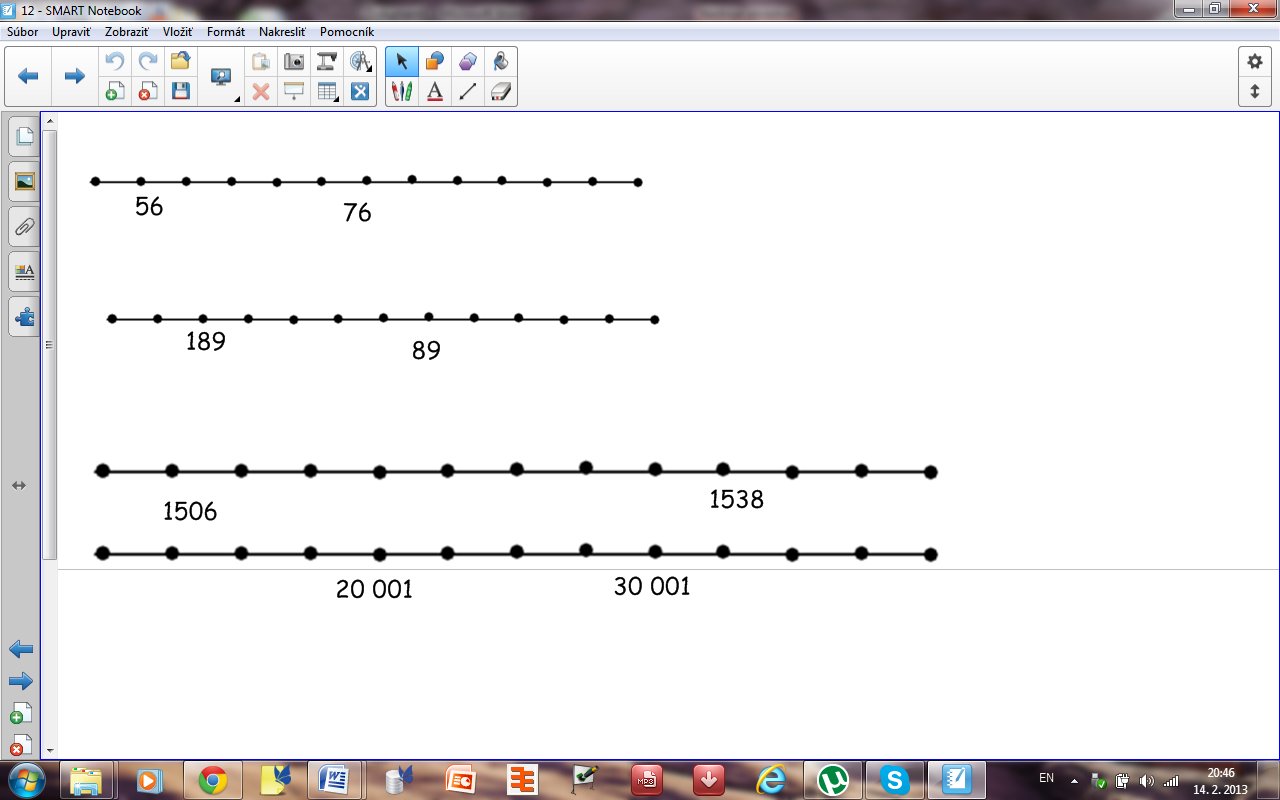 12 - SMART Notebook
Súbor Upraviť Zobraziť Vložiť Formát Nakresliť Pomocník
56
76
189
89
1506
1538
20 001
30 001
EN
20:46
14. 2. 2013